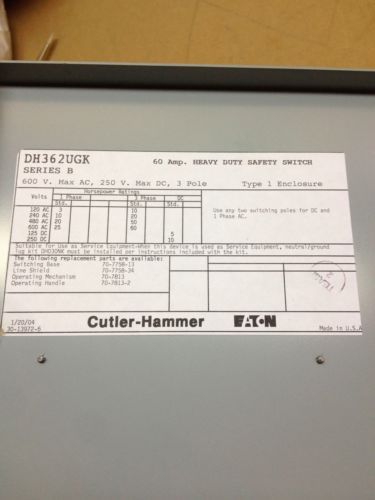 DH362UGK
60 Amp. HEAVY DUTY SAFETY SWITCH
SERIES B
600 V. Max AC, 250 V. Max DC, 3 Pole Type 1 Enclosure
Horsepower Ratings
Volts 1 Phase 3 Phase DC
Std. Std.
120 AC 3
240 AC 10
480 AC 20
600 AC 25
125 DC 5
250 DC 10
10
20
50
60
Use any two switching poles for DC and
1 Phase AC.
Suitable for use as Service Equipment-When this device is used as Service Equipment, neutral/ground
lug kit must be installed per instructions included with the kit.
The following replacement parts are available:
Switching Base 70-7758-13
Line Shield 70-7758-34
Operating Mechanism 70-7813
Operating Handle 70-7813-2
1/20/04
30-13972-6
Cutler-Hammer EATON
Made in U.S.A